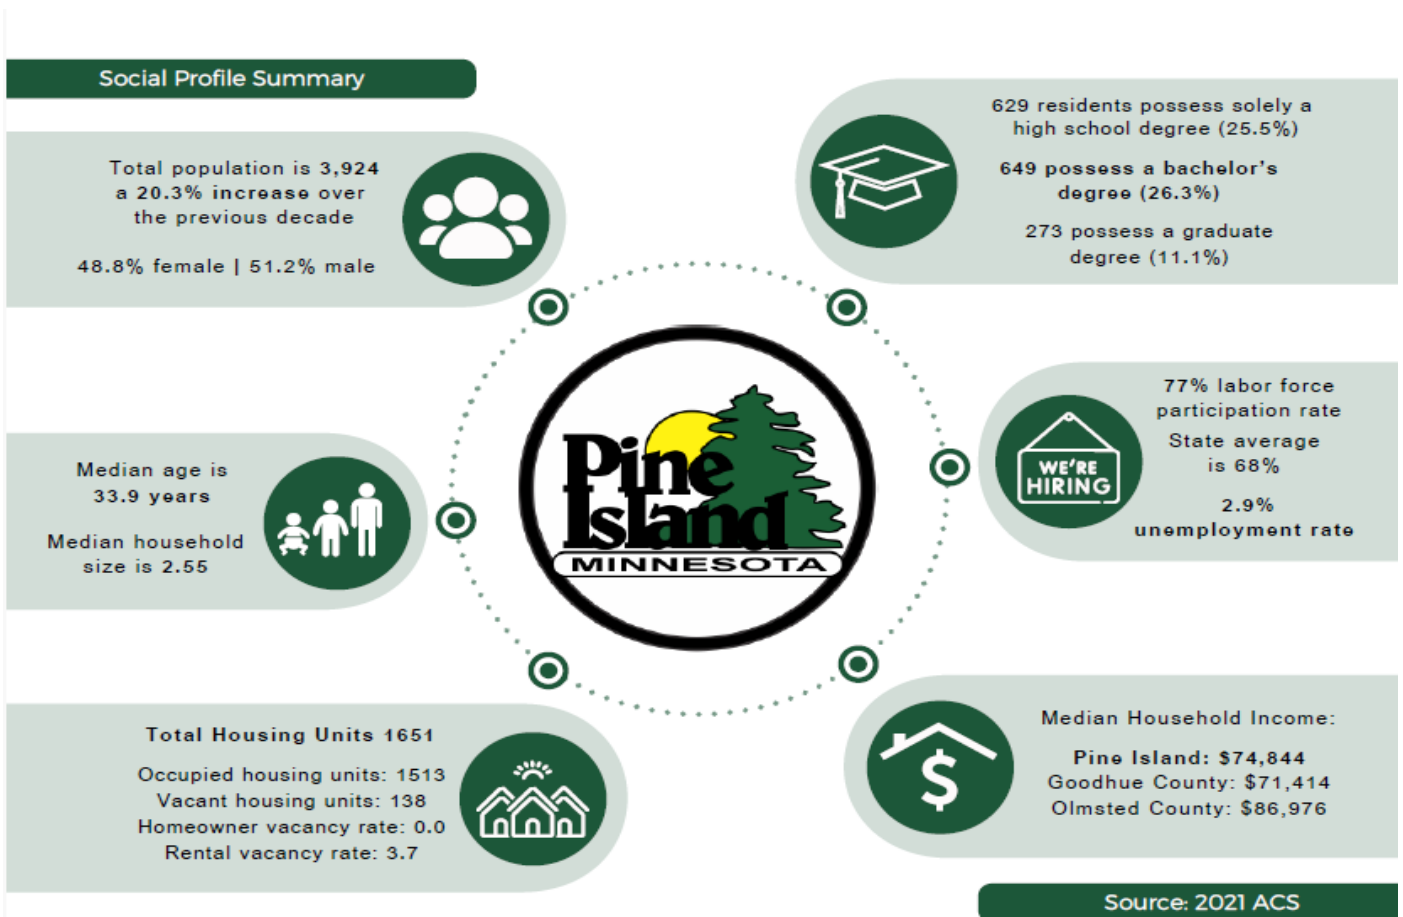 Social Profile Summary
Total population is 3,924
a 20.3% increase over
the previous decade
48.8% female | 51.2% male
629 residents possess solely a
high school degree (25.5%)
649 possess a bachelor's
degree (26.3%)
273 possess a graduate
degree (11.1%)
Median age is
33.9 years
Median household
size is 2.55
Pine
Island
MINNESOTA
WE'RE
HIRING
77% labor force
participation rate
State average
is 68%
2.9%
unemployment rate
Total Housing Units 1651
Occupied housing units: 1513
Vacant housing units: 138
Homeowner vacancy rate: 0.0
Rental vacancy rate: 3.7
$
Median Household Income:
Pine Island: $74,844
Goodhue County: $71,414
Olmsted County: $86,976
Source: 2021 ACS